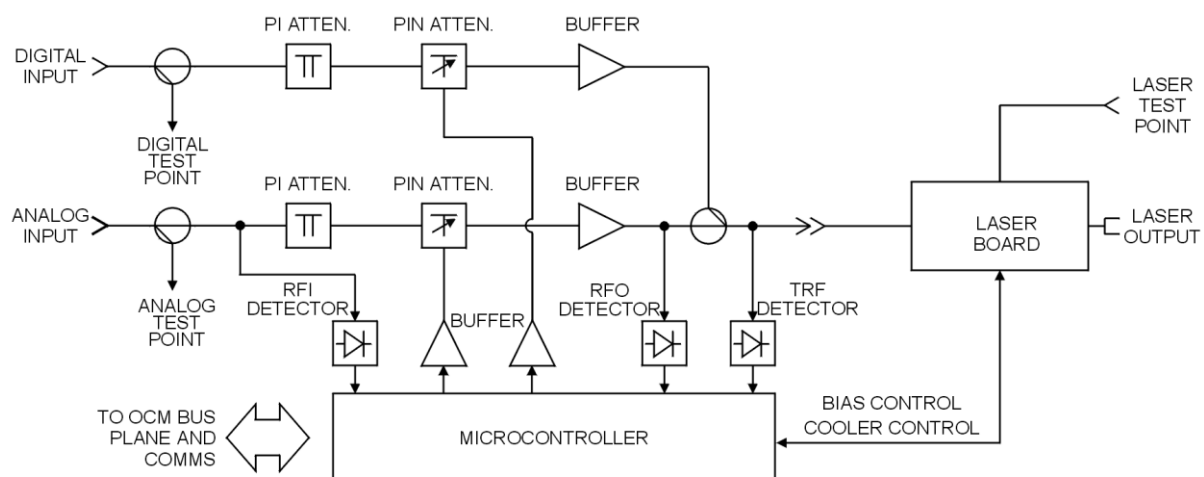 PI ATTEN.
PIN ATTEN.
BUFFER
DIGITAL
INPUT
DIGITAL
TEST
POINT
LASER
TEST
POINT
PI ATTEN.
PIN ATTEN.
BUFFER
ANALOG
INPUT
ANALOG
TEST
POINT
LASER
BOARD
LASER
OUTPUT
RFI
DETECTOR
BUFFER
RFO
DETECTOR
TRF
DETECTOR
TO OCM BUS
PLANE AND
COMMS
MICROCONTROLLER
BIAS CONTROL
COOLER CONTROL